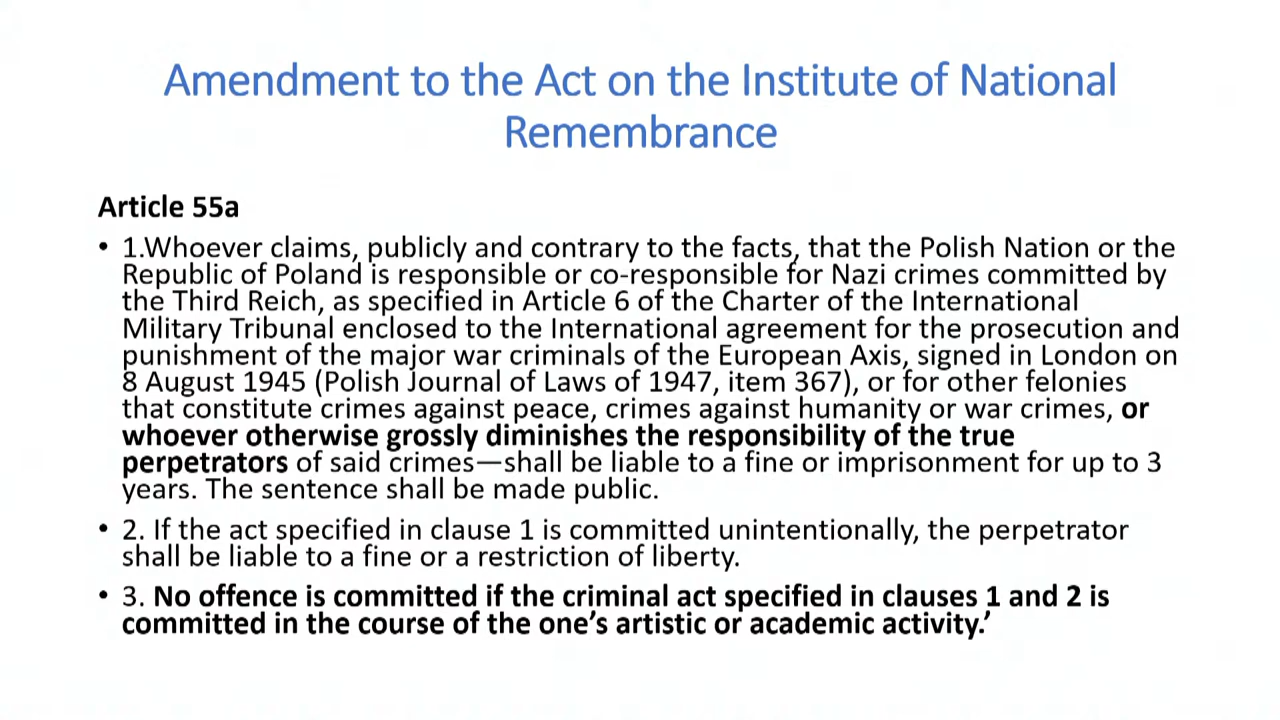 Amendment to the Act on the Institute of National
Remembrance
Article 55a
• 1.Whoever claims, publicly and contrary to the facts, that the Polish Nation or the
Republic of Poland is responsible or co-responsible for Nazi crimes committed by
the Third Reich, as specified in Article 6 of the Charter of the International
Military Tribunal enclosed to the International agreement for the prosecution and
punishment of the major war criminals of the European Axis, signed in London on
8 August 1945 (Polish Journal of Laws of 1947, item 367), or for other felonies
that constitute crimes against peace, crimes against humanity or war crimes, or
whoever otherwise grossly diminishes the responsibility of the true
perpetrators of said crimes—shall be liable to a fine or imprisonment for up to 3
years. The sentence shall be made public.
• 2. If the act specified in clause 1 is committed unintentionally, the perpetrator
shall be liable to a fine or a restriction of liberty.
• 3. No offence is committed if the criminal act specified in clauses 1 and 2 is
committed in the course of the one’s artistic or academic activity.’